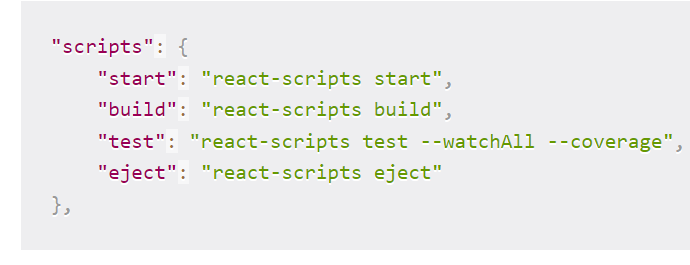 "scripts": {
    "start": "react-scripts start",
    "build": "react-scripts build",
    "test": "react-scripts test --watchAll --coverage",
    "eject": "react-scripts eject"
},